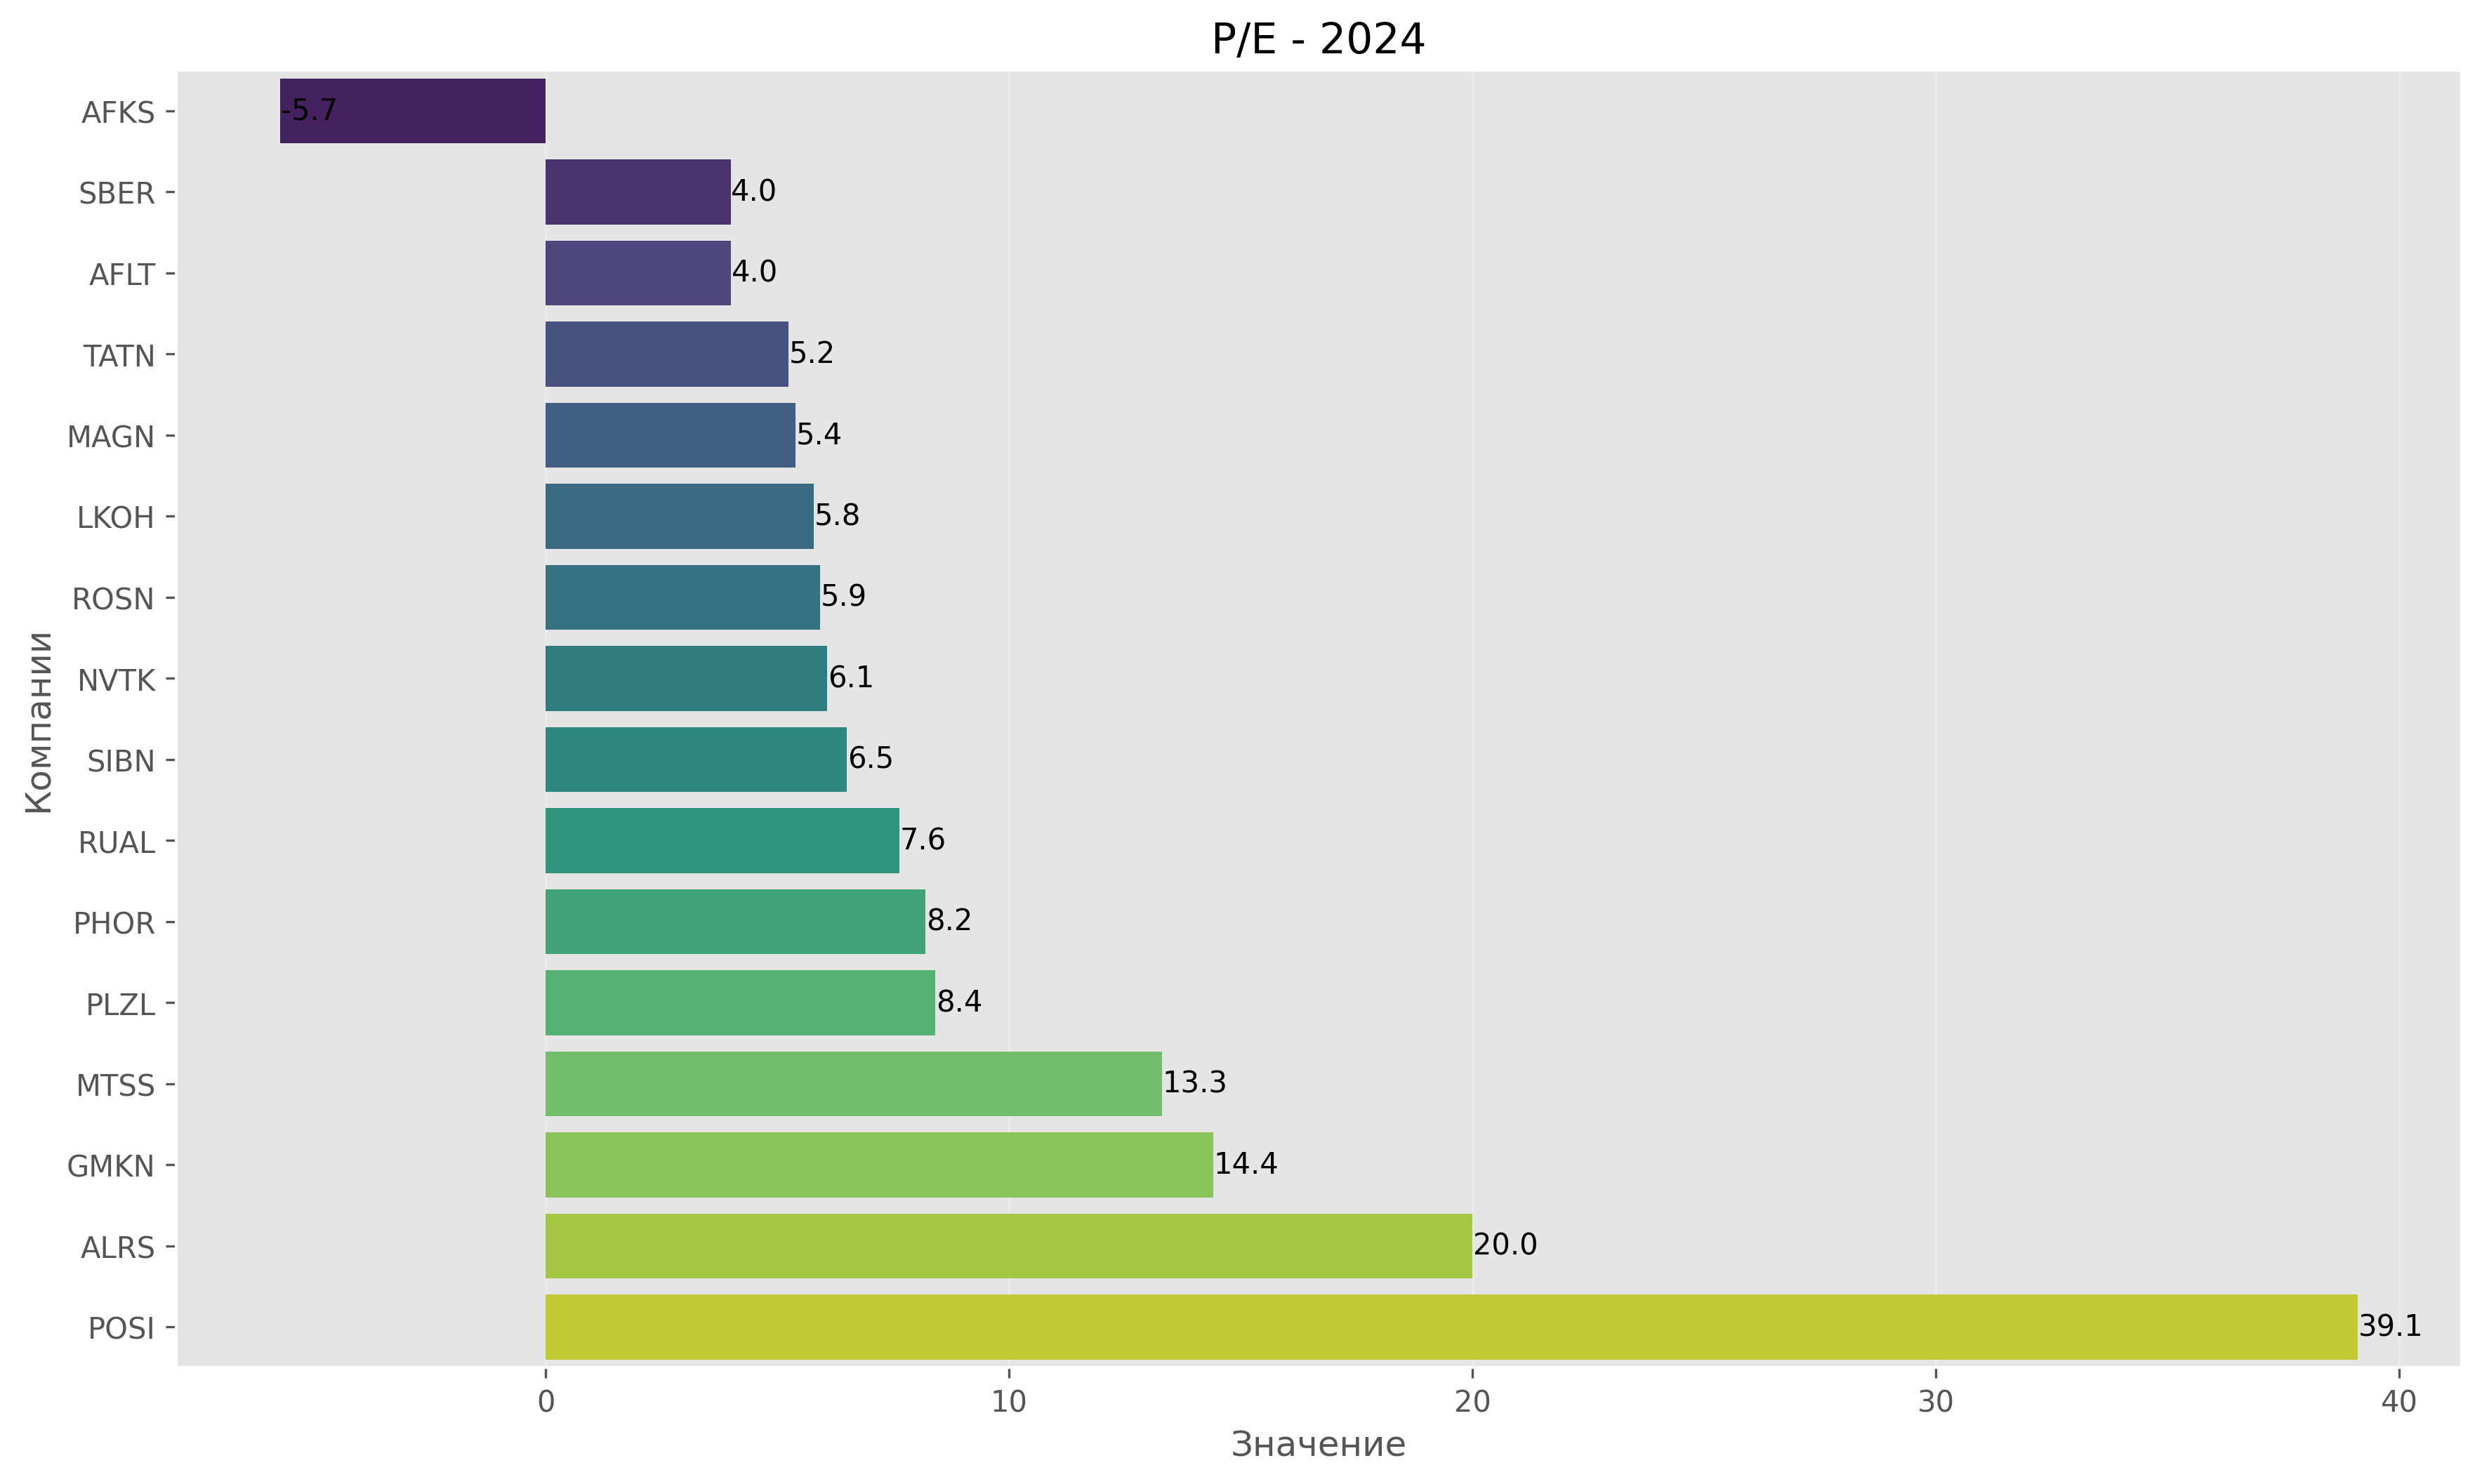 P/E - 2024
AFKS -5.7
SBER 4.0
AFLT 4.0
TATN 5.2
MAGN 5.4
LKOH 5.8
ROSN 5.9
NVTK 6.1
SIBN 6.5
RUAL 7.6
PHOR 8.2
PLZL 8.4
MTSS 13.3
GMKN 14.4
ALRS 20.0
POSI 39.1
Компании
0 10 20 30 40
Значение